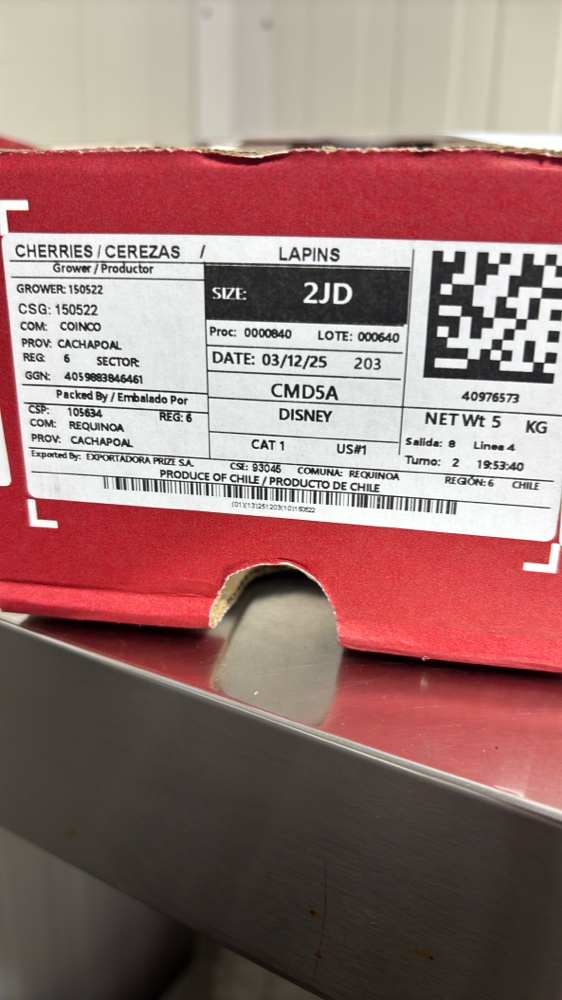 CHERRIES / CEREZAS / LAPINS
Grower / Productor
GROWER: 150522
CSG: 150522
COM: COINCO
PROV: CACHAPOAL
REG: 6 SECTOR:
GGN: 4059883846461
Packed By / Embalado Por
CSP: 105634 REG: 6
COM: REQUINOA
PROV: CACHAPOAL
SIZE: 2JD
Proc: 0000840 LOTE: 000640
DATE: 03/12/25 203
CMD5A
DISNEY
CAT 1 US#1
40976573
NET Wt 5 KG
Salida: 8 Linea 4
Turno: 2 19:53:40
Exported By: EXPORTADORA PRIZE S.A. CSE: 93045 COMUNA: REQUINOA REGIÓN: 6 CHILE
PRODUCE OF CHILE / PRODUCTO DE CHILE
(01)(13)251203(10)150522